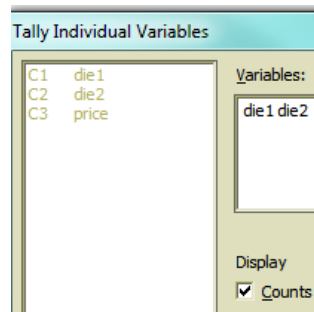 Tally Individual Variables
C1 die1
C2 die2
C3 price
Variables:
die1 die2
Display
Counts